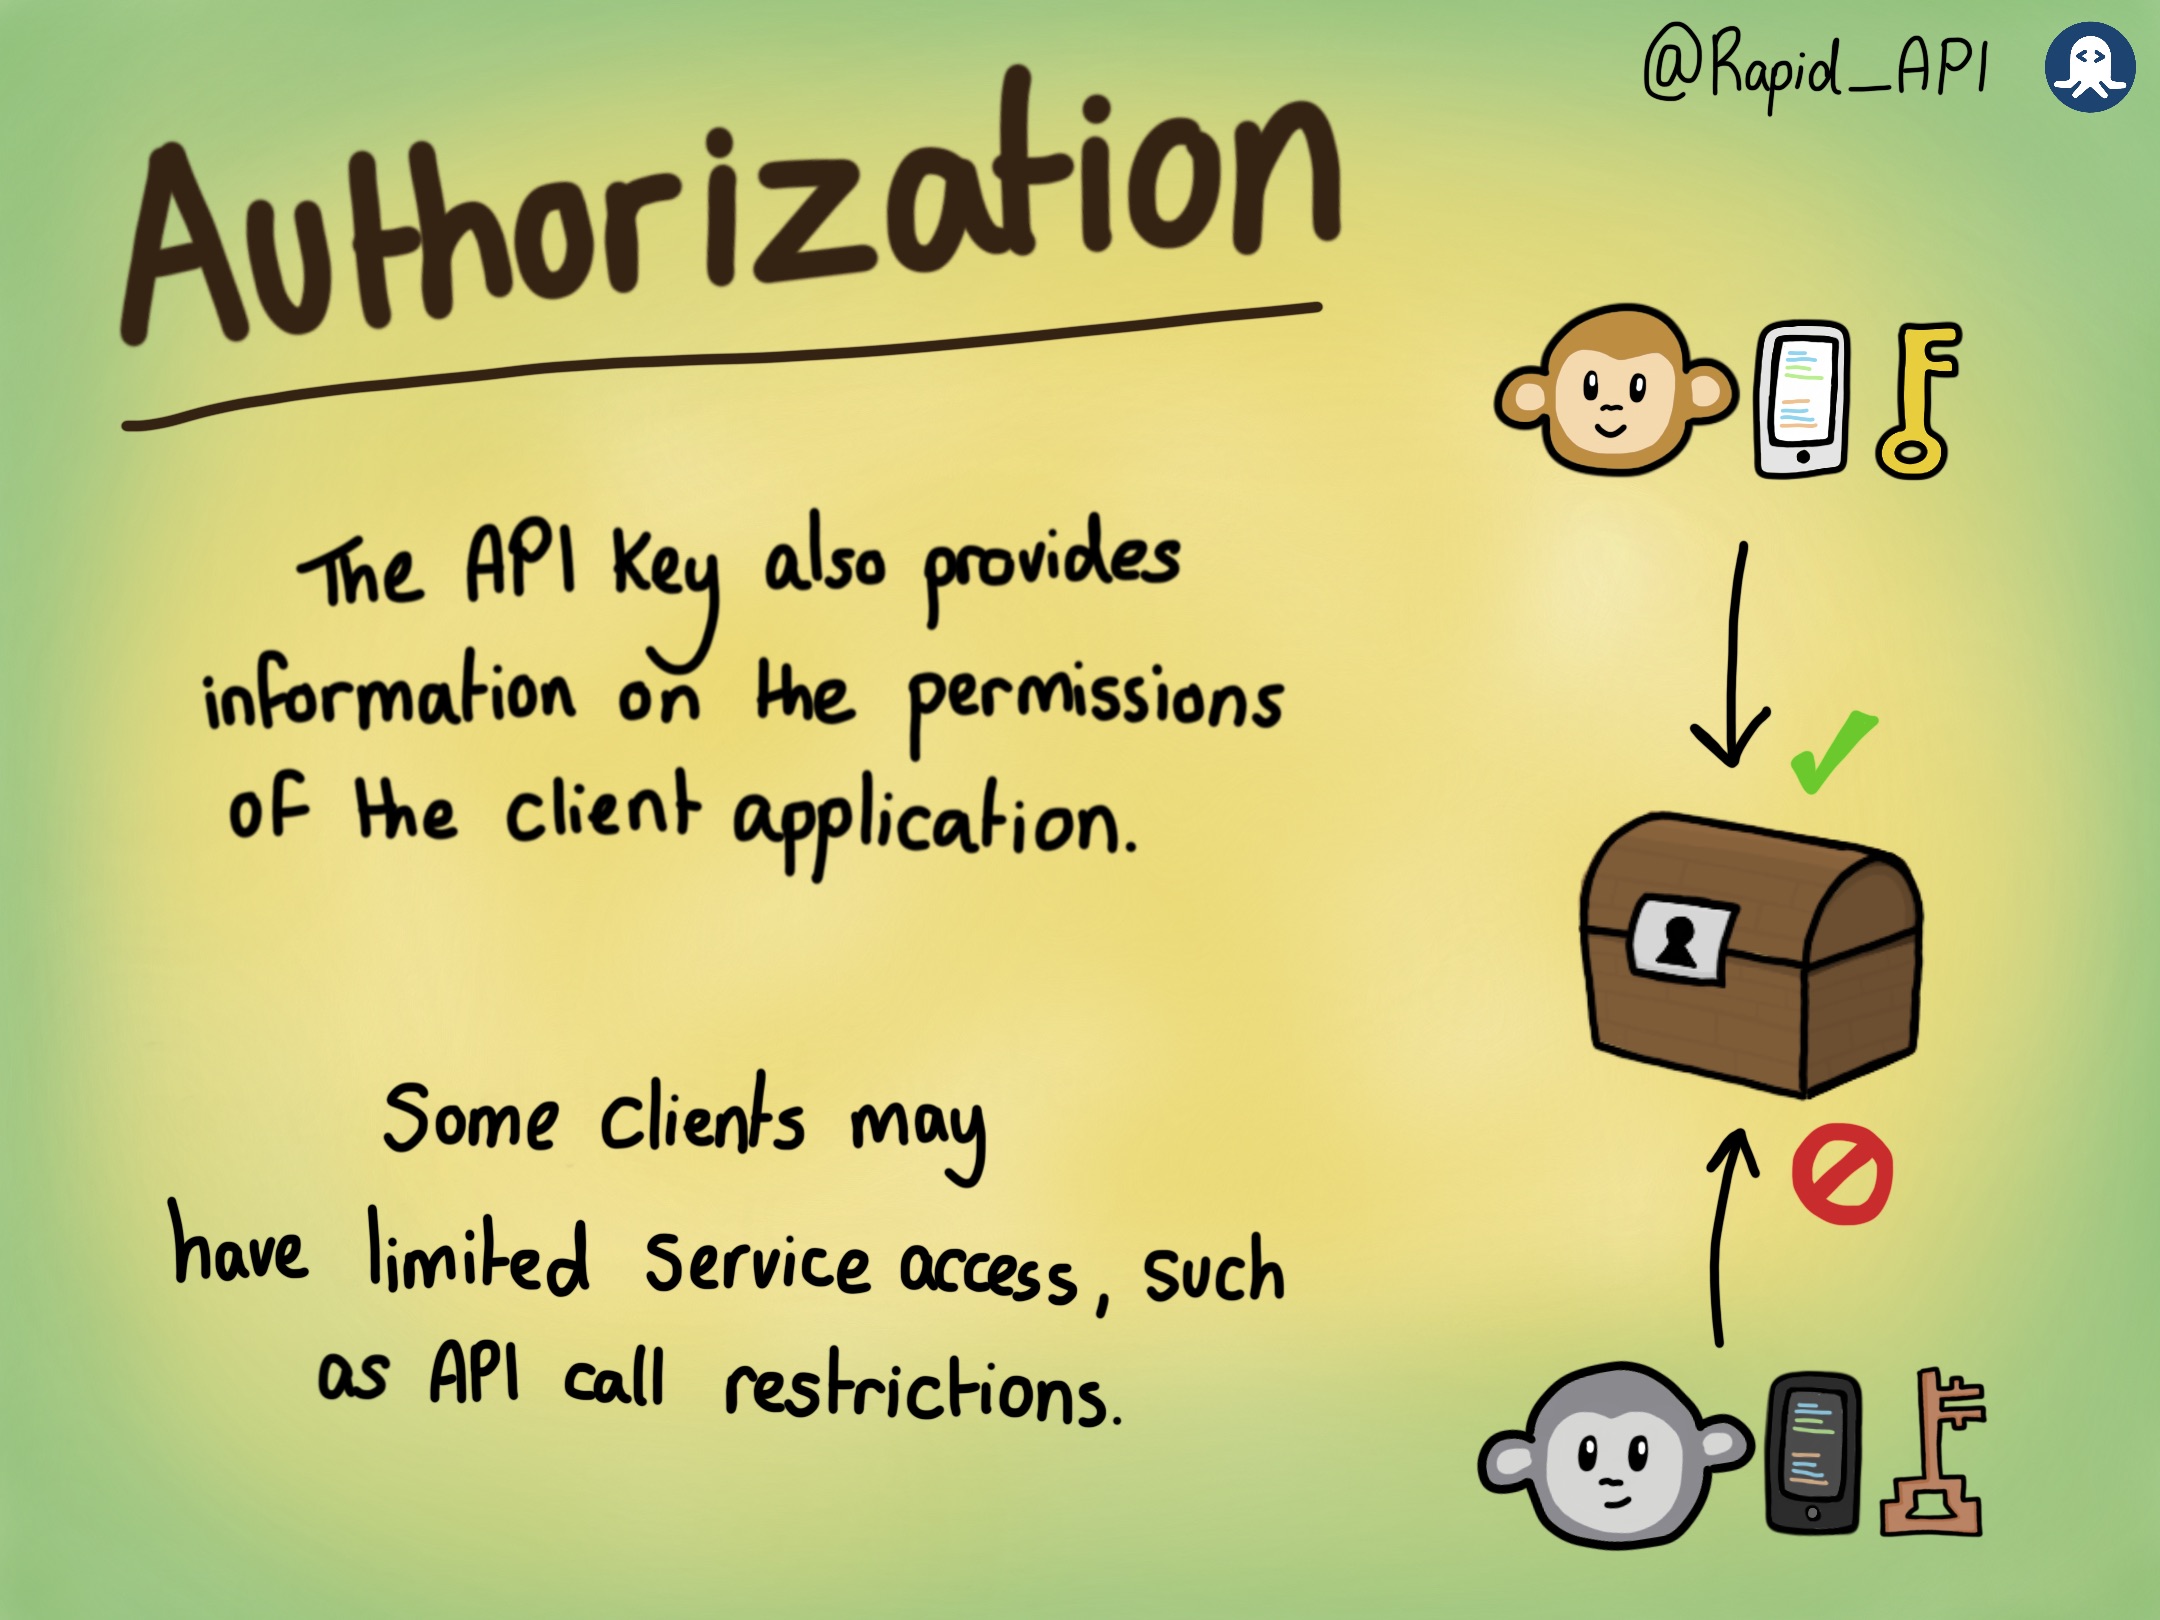 @Rapid_API
Authorization
The API Key also provides
information on the permissions
of the client application.
Some clients may
have limited service access, such
as API call restrictions.